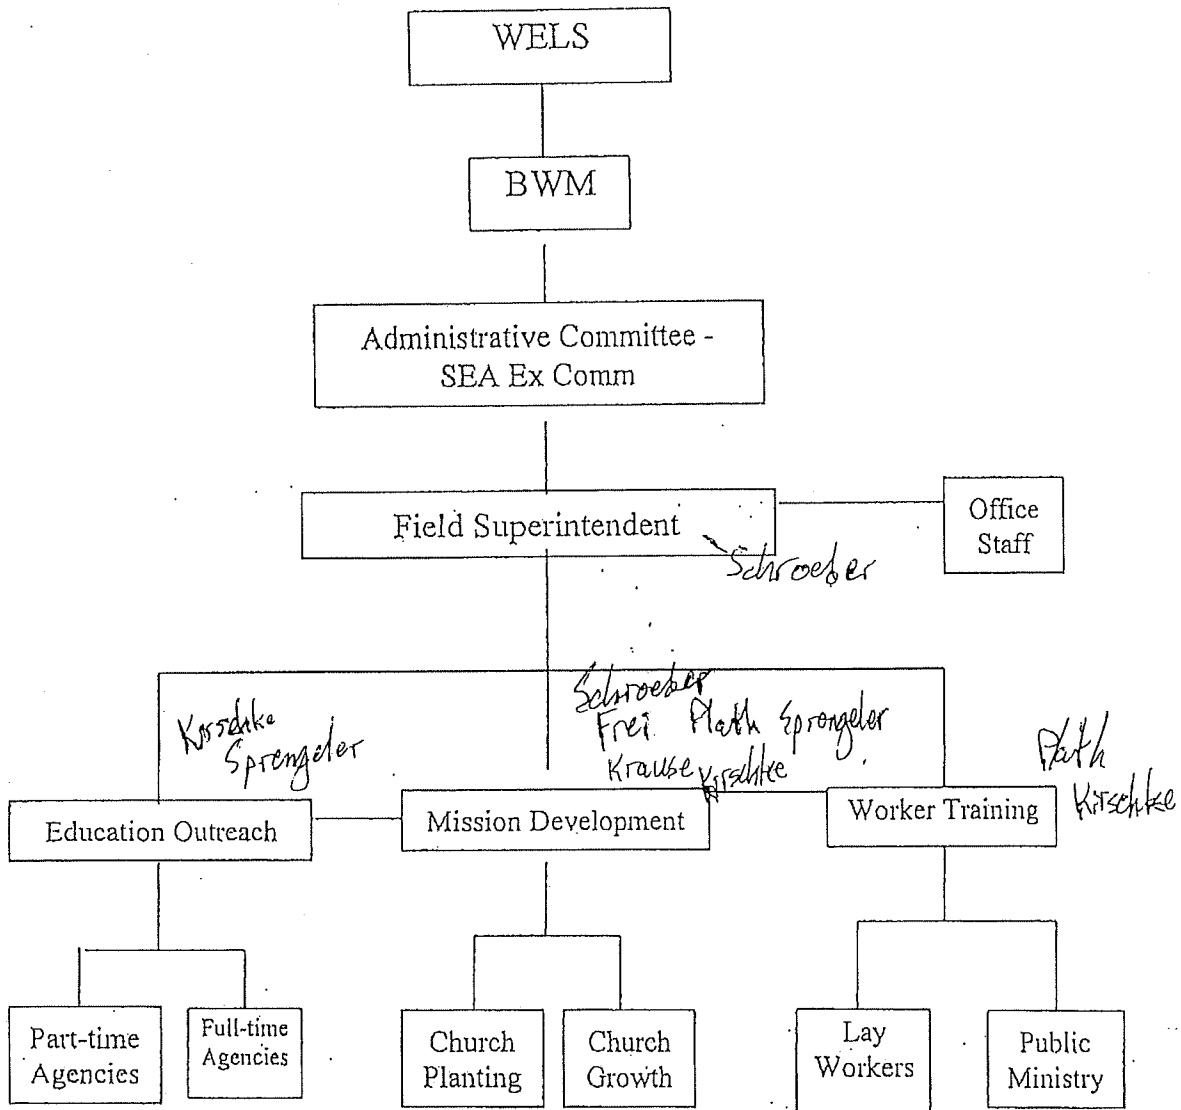 WELS
BWM
Administrative Committee -
SEA Ex Comm
Field Superintendent
Office
Staff
Schroeder
Kirschke
Sprengeler
Schroeder
Frei Plath Sprengeler
Krause Kirschke
Plath
Kirschke
Education Outreach
Mission Development
Worker Training
Part-time
Agencies
Full-time
Agencies
Church
Planting
Church
Growth
Lay
Workers
Public
Ministry